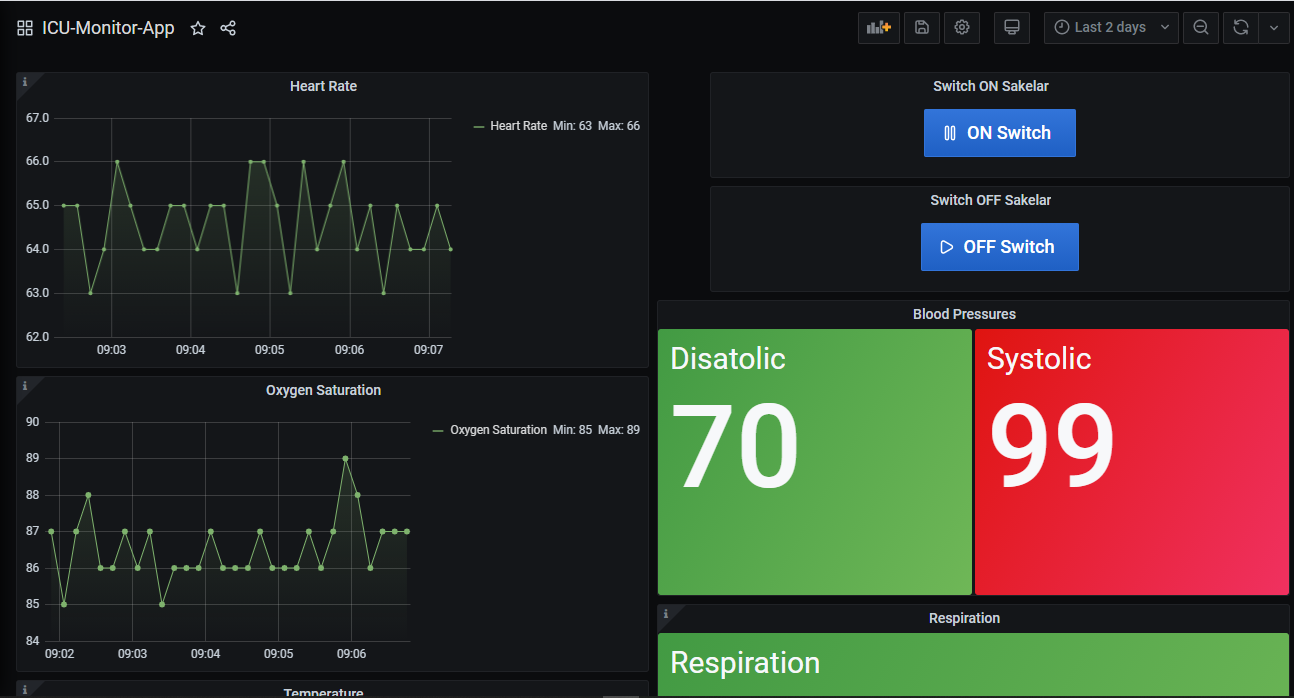 ICU-Monitor-App
Last 2 days
Heart Rate
67.0
66.0
65.0
64.0
63.0
62.0
09:03 09:04 09:05 09:06 09:07
Heart Rate Min: 63 Max: 66
Oxygen Saturation
90
89
88
87
86
85
84
09:02 09:03 09:04 09:05 09:06
Oxygen Saturation Min: 85 Max: 89
Temperature
Switch ON Sakelar
ON Switch
Switch OFF Sakelar
OFF Switch
Blood Pressures
Disatolic
70
Systolic
99
Respiration
Respiration